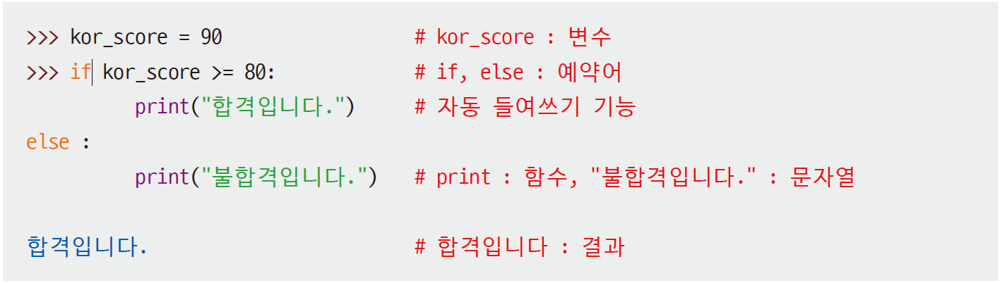 >>> kor_score = 90 # kor_score : 변수
>>> if kor_score >= 80: # if, else : 예약어
print("합격입니다.") # 자동 들여쓰기 기능
else :
print("불합격입니다.") # print : 함수, "불합격입니다." : 문자열
합격입니다. # 합격입니다 : 결과